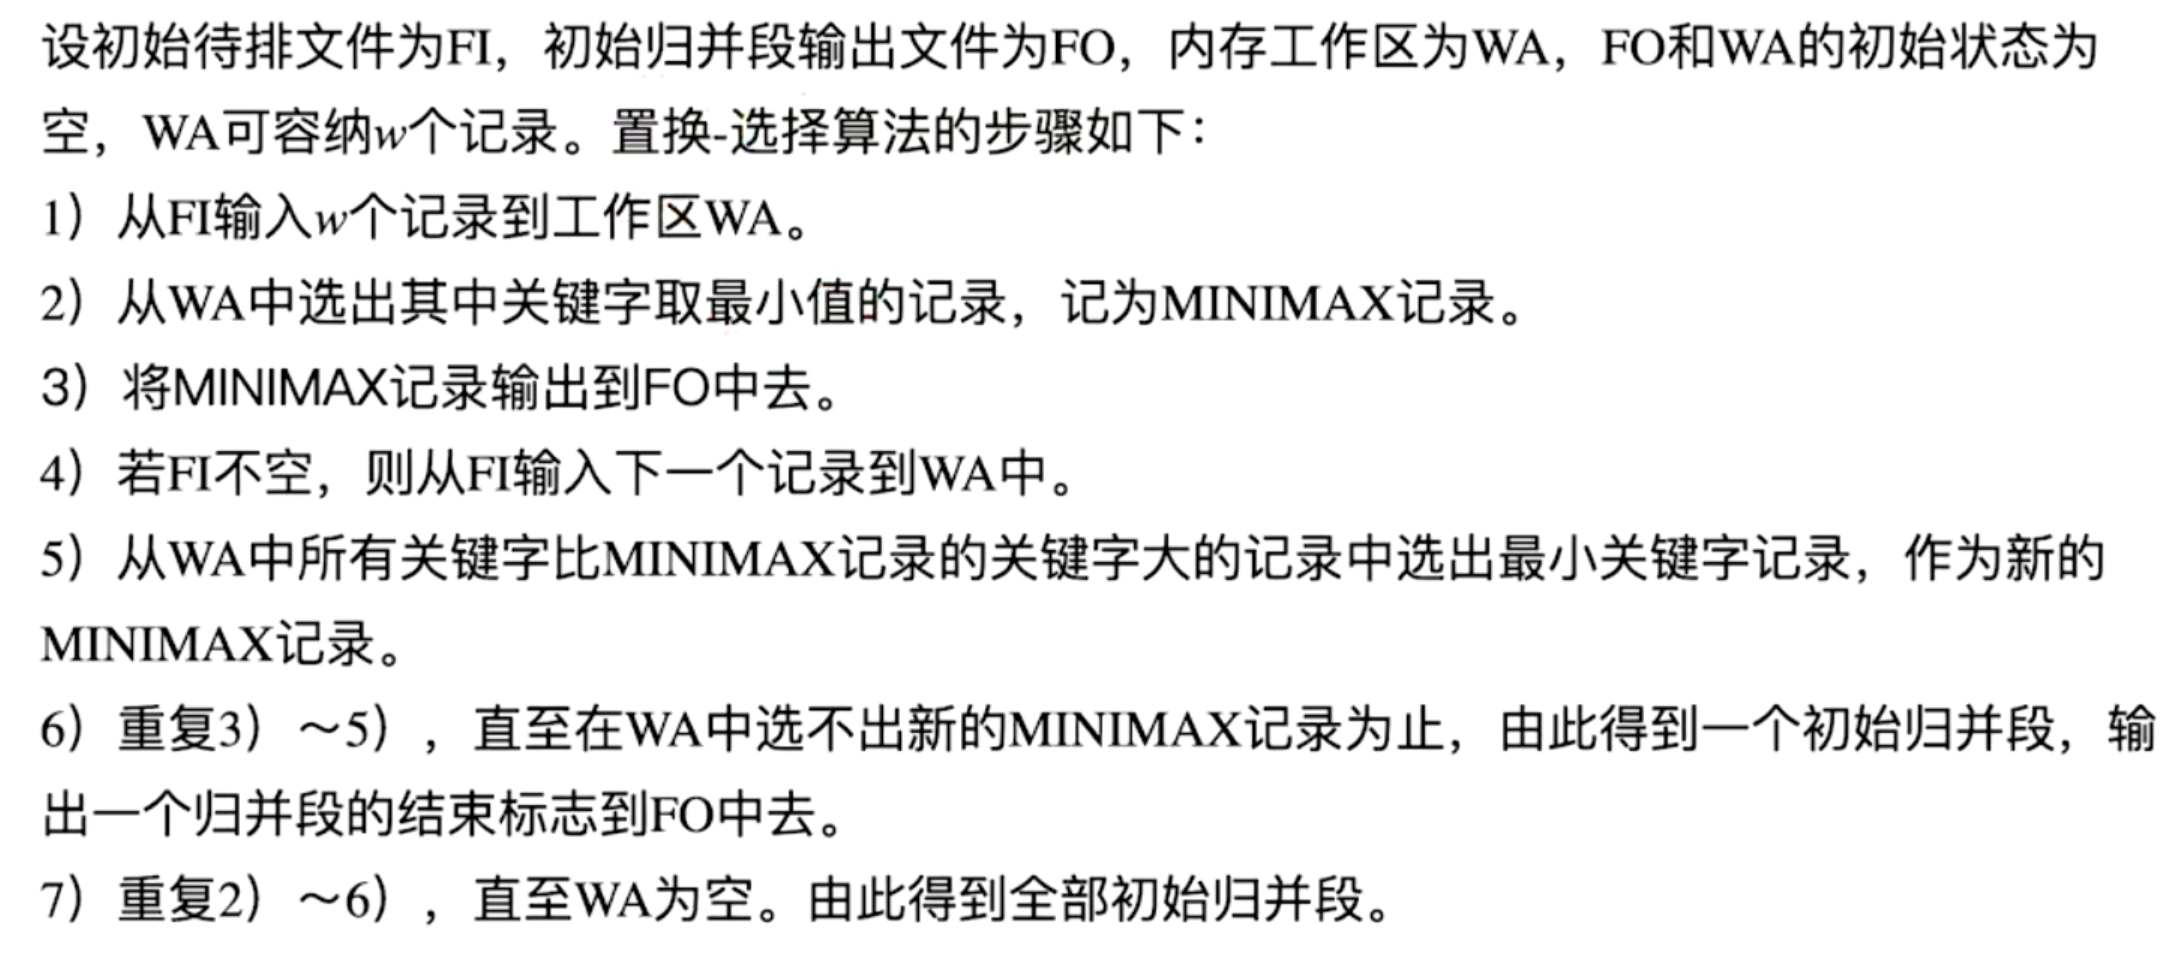 设初始待排文件为FI，初始归并段输出文件为FO，内存工作区为WA，FO和WA的初始状态为
空，WA可容纳w个记录。置换-选择算法的步骤如下：
1）从FI输入w个记录到工作区WA。
2）从WA中选出其中关键字取最小值的记录，记为MINIMAX记录。
3）将MINIMAX记录输出到FO中去。
4）若FI不空，则从FI输入下一个记录到WA中。
5）从WA中所有关键字比MINIMAX记录的关键字大的记录中选出最小关键字记录，作为新的
MINIMAX记录。
6）重复3）～5），直至在WA中选不出新的MINIMAX记录为止，由此得到一个初始归并段，输
出一个归并段的结束标志到FO中去。
7）重复2）～6），直至WA为空。由此得到全部初始归并段。